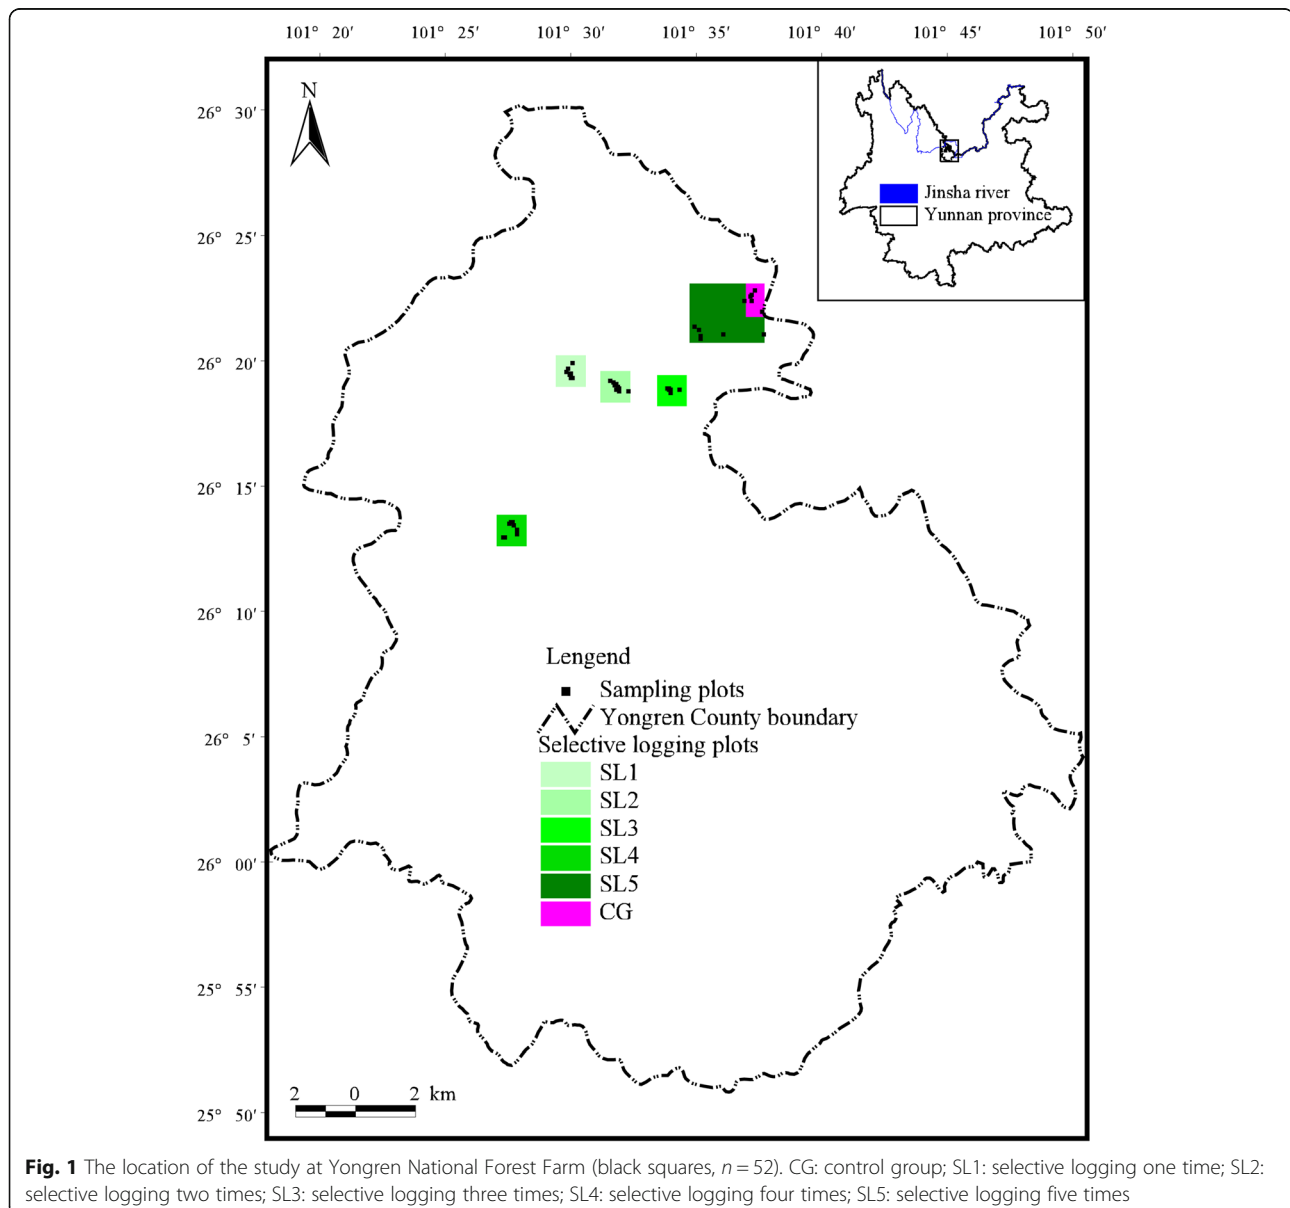 101° 20′ 101° 25′ 101° 30′ 101° 35′ 101° 40′ 101° 45′ 101° 50′
N
26° 30′
26° 25′
26° 20′
26° 15′
26° 10′
26° 5′
26° 00′
25° 55′
25° 50′
Jinsha river
Yunnan province
Lengend
Sampling plots
Yongren County boundary
Selective logging plots
SL1
SL2
SL3
SL4
SL5
CG
2 0 2 km
Fig. 1 The location of the study at Yongren National Forest Farm (black squares, n = 52). CG: control group; SL1: selective logging one time; SL2:
selective logging two times; SL3: selective logging three times; SL4: selective logging four times; SL5: selective logging five times